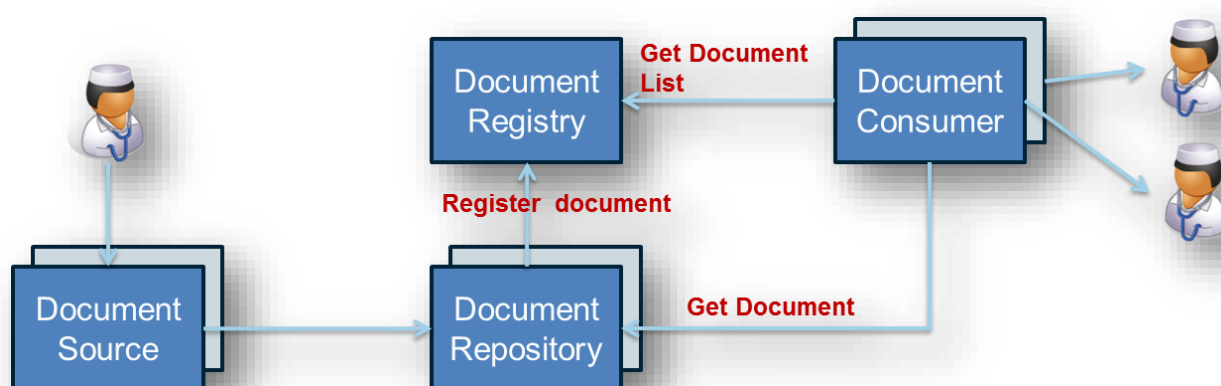 Document
Registry
Get Document
List
Document
Consumer
Register  document
Document
Source
Document
Repository
Get Document